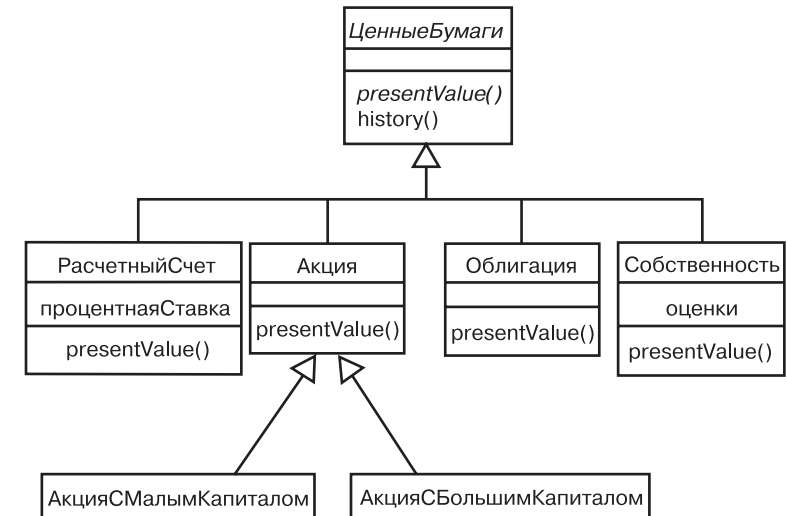 ЦенныеБумаги
presentValue()
history()
РасчетныйСчет
процентнаяСтавка
presentValue()
Акция
presentValue()
Облигация
presentValue()
Собственность
оценки
presentValue()
АкцияСМалымКапиталом
АкцияСБольшимКапиталом